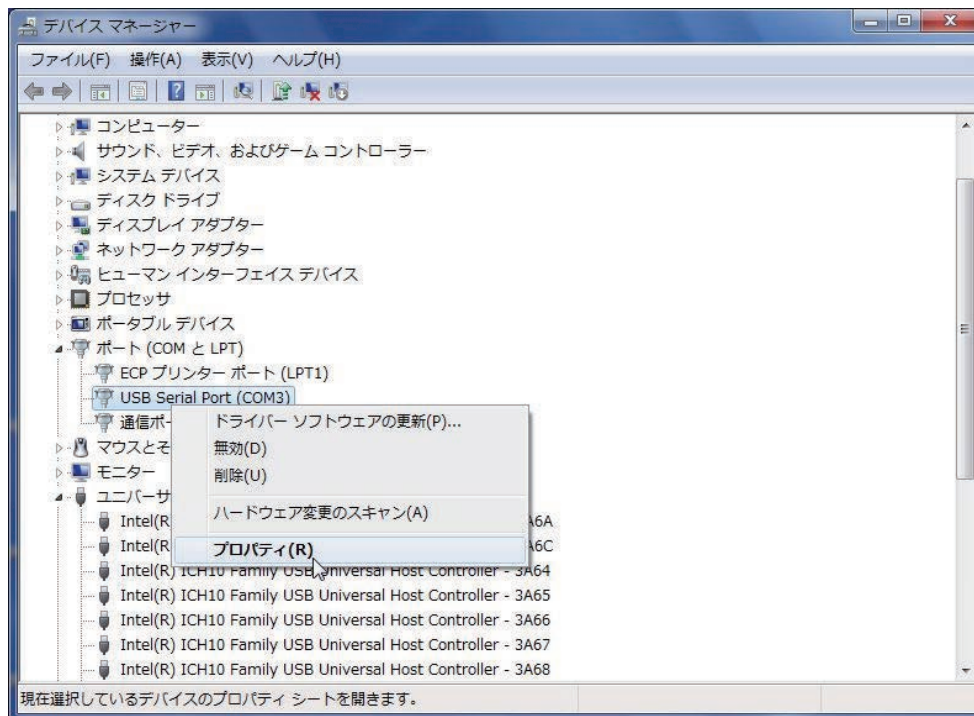 デバイス マネージャー
ファイル(F) 操作(A) 表示(V) ヘルプ(H)
コンピューター
サウンド、ビデオ、およびゲーム コントローラー
システム デバイス
ディスク ドライブ
ディスプレイ アダプター
ネットワーク アダプター
ヒューマン インターフェイス デバイス
プロセッサ
ポータブル デバイス
ポート (COM と LPT)
ECP プリンター ポート (LPT1)
USB Serial Port (COM3)
通信ポー
ドライバー ソフトウェアの更新(P)...
マウスとそ
無効(D)
モニター
削除(U)
ユニバーサ
ハードウェア変更のスキャン(A)
Intel(R A6A
Intel(R プロパティ(R) A6C
Intel(R) ICH10 Family USB Universal Host Controller - 3A64
Intel(R) ICH10 Family USB Universal Host Controller - 3A65
Intel(R) ICH10 Family USB Universal Host Controller - 3A66
Intel(R) ICH10 Family USB Universal Host Controller - 3A67
Intel(R) ICH10 Family USB Universal Host Controller - 3A68
現在選択しているデバイスのプロパティ シートを開きます。